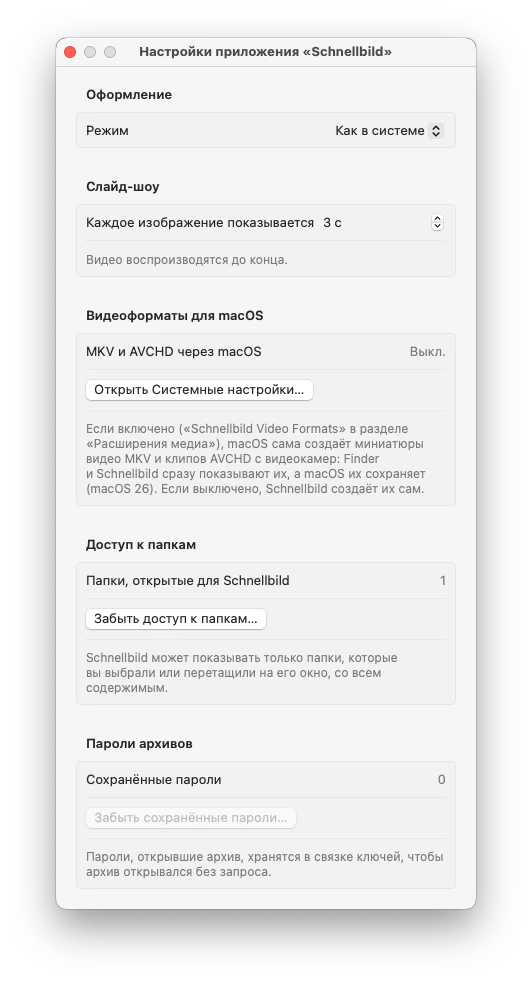 Настройки приложения «Schnellbild»
Оформление
Режим Как в системе
Слайд-шоу
Каждое изображение показывается 3 с
Видео воспроизводятся до конца.
Видеоформаты для macOS
MKV и AVCHD через macOS Выкл.
Открыть Системные настройки...
Если включено («Schnellbild Video Formats» в разделе
«Расширения медиа»), macOS сама создаёт миниатюры
видео MKV и клипов AVCHD с видеокамер: Finder
и Schnellbild сразу показывают их, а macOS их сохраняет
(macOS 26). Если выключено, Schnellbild создаёт их сам.
Доступ к папкам
Папки, открытые для Schnellbild 1
Забыть доступ к папкам...
Schnellbild может показывать только папки, которые
вы выбрали или перетащили на его окно, со всем
содержимым.
Пароли архивов
Сохранённые пароли 0
Забыть сохранённые пароли...
Пароли, открывшие архив, хранятся в связке ключей, чтобы
архив открывался без запроса.